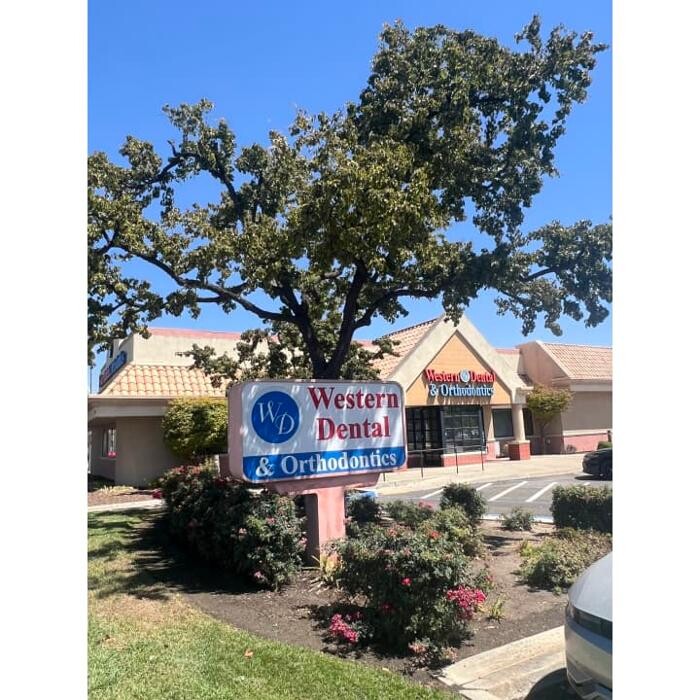 WD
Western
Dental
& Orthodontics
Western Dental
& Orthodontics